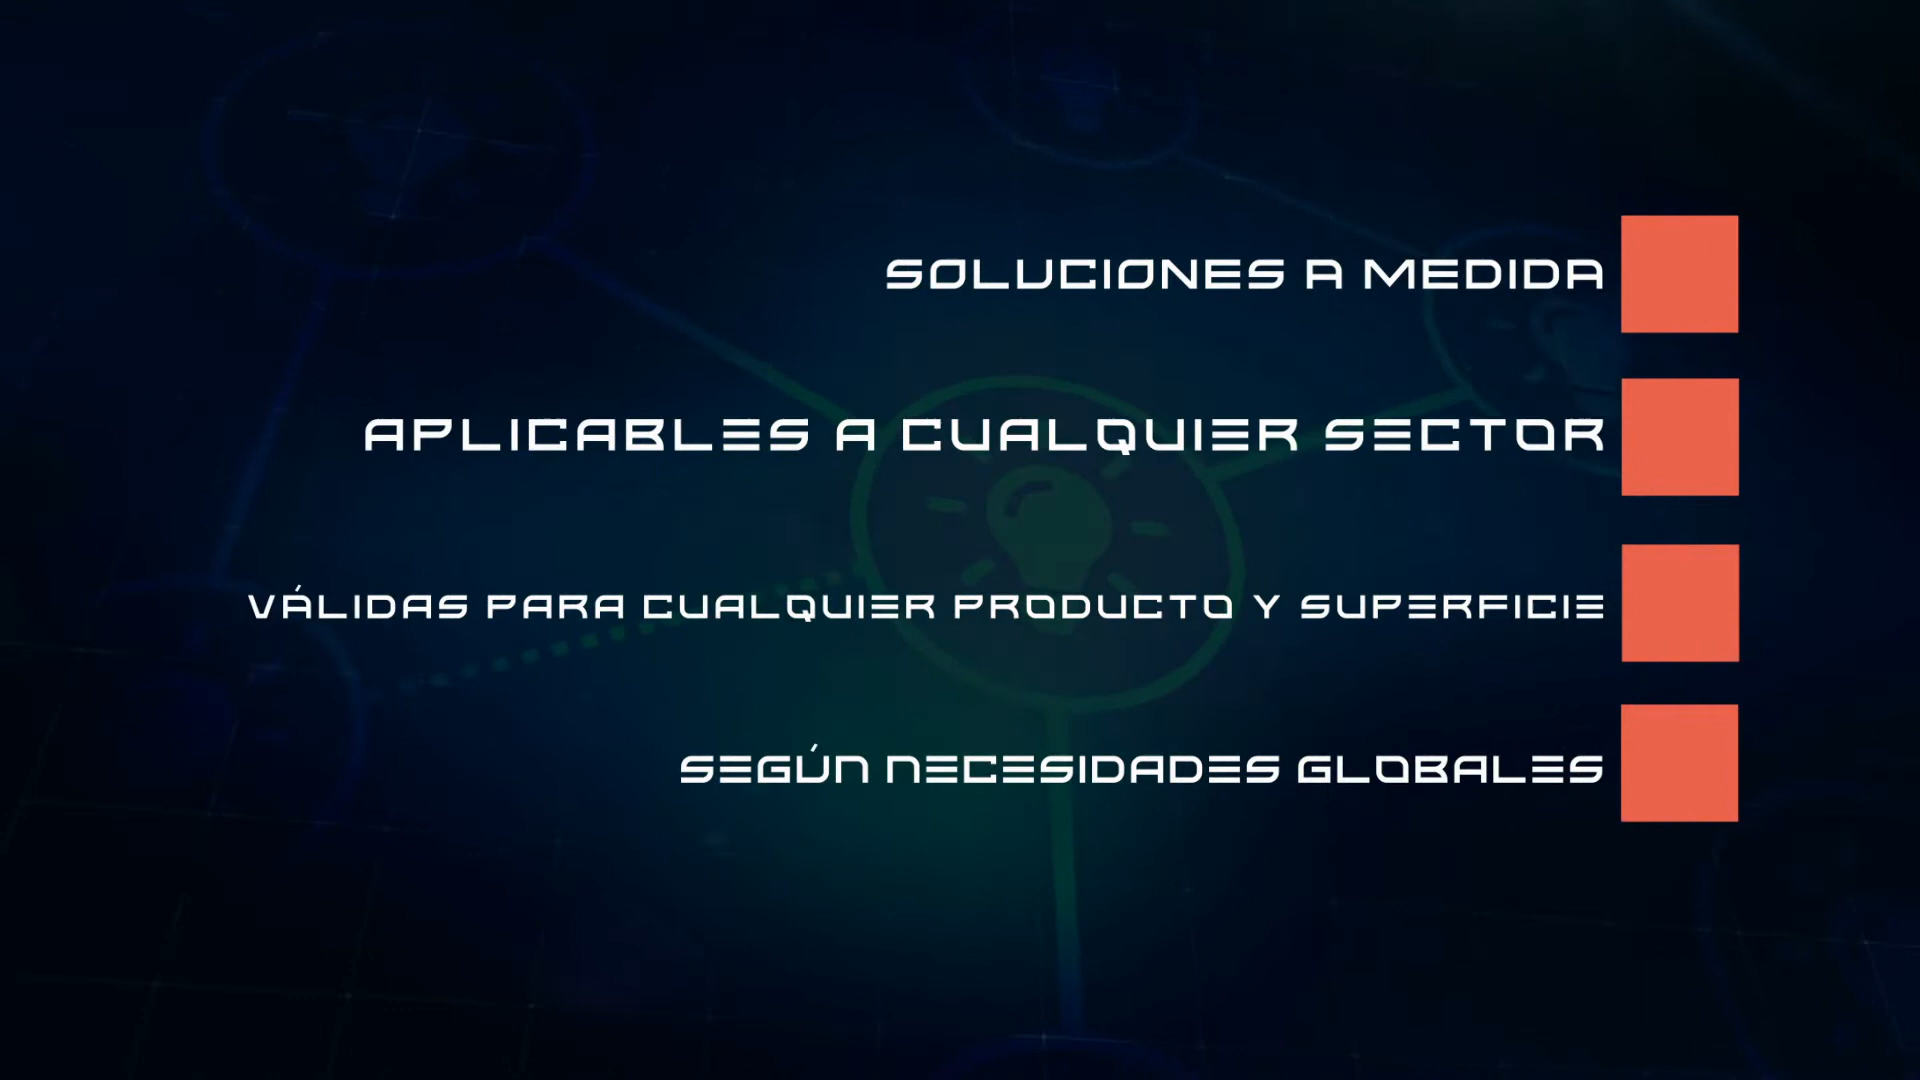 SOLUCIONES A MEDIDA
APLICABLES A CUALQUIER SECTOR
VÁLIDAS PARA CUALQUIER PRODUCTO Y SUPERFICIE
SEGÚN NECESIDADES GLOBALES